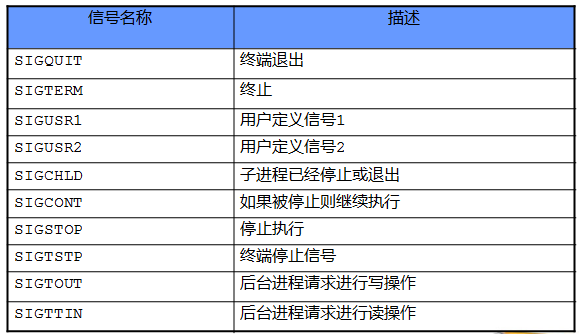 信号名称 描述
SIGQUIT 终端退出
SIGTERM 终止
SIGUSR1 用户定义信号1
SIGUSR2 用户定义信号2
SIGCHLD 子进程已经停止或退出
SIGCONT 如果被停止则继续执行
SIGSTOP 停止执行
SIGTSTP 终端停止信号
SIGTOUT 后台进程请求进行写操作
SIGTTIN 后台进程请求进行读操作